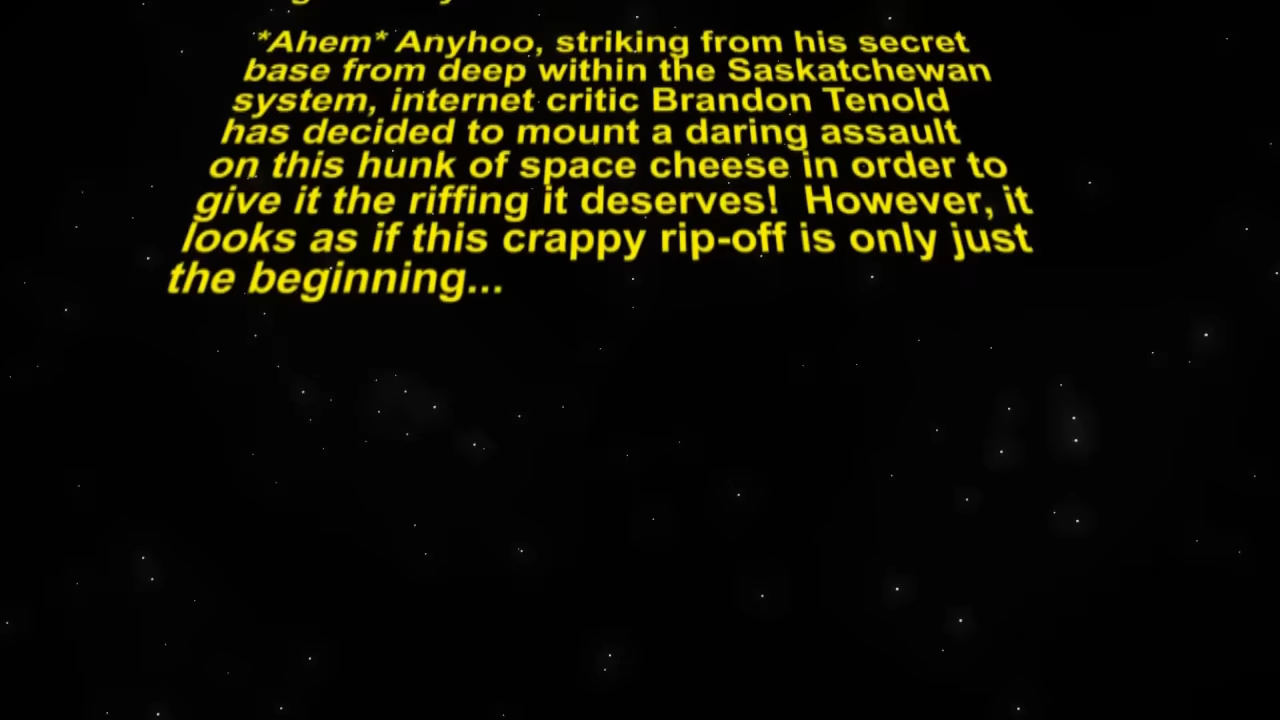 *Ahem* Anyhoo, striking from his secret
base from deep within the Saskatchewan
system, internet critic Brandon Tenold
has decided to mount a daring assault
on this hunk of space cheese in order to
give it the riffing it deserves!  However, it
looks as if this crappy rip-off is only just
the beginning...